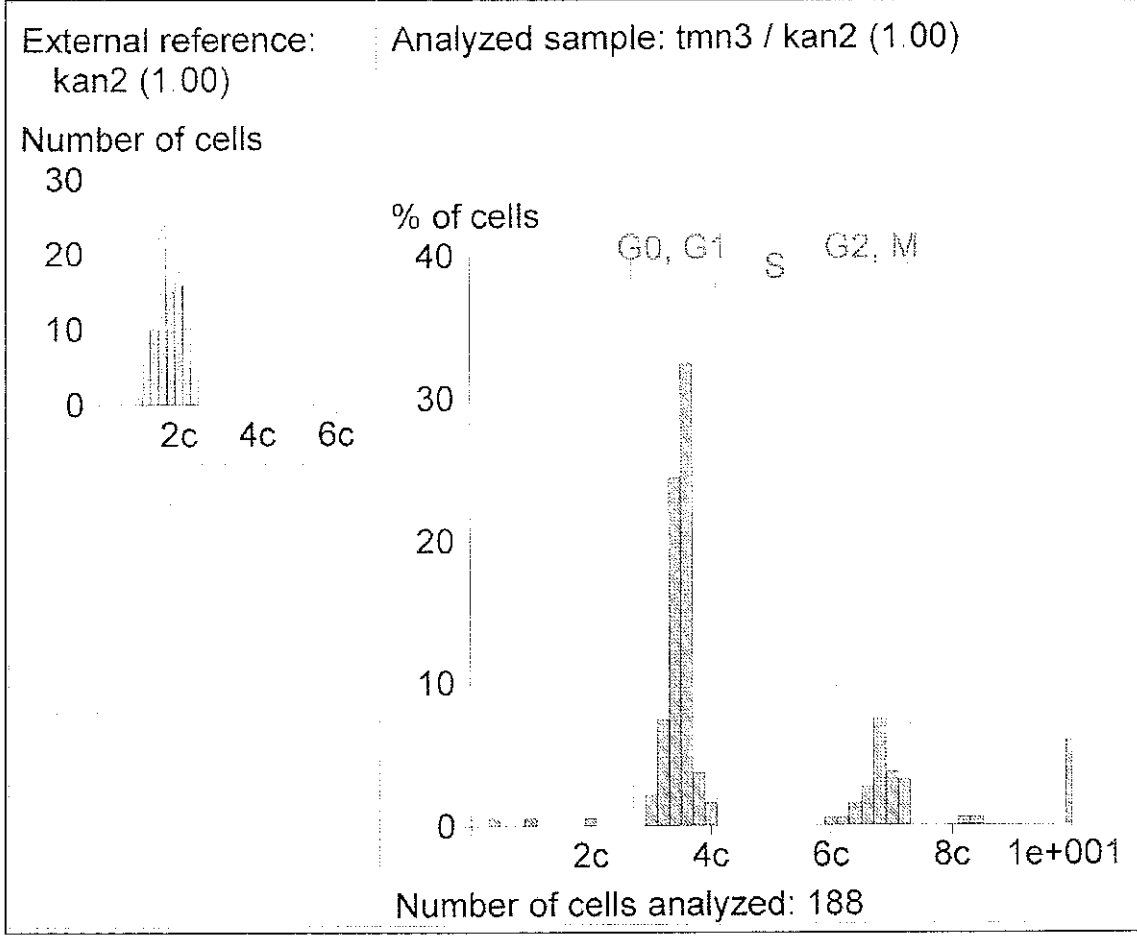 External reference:
kan2 (1.00)
Analyzed sample: tmn3 / kan2 (1.00)
Number of cells
30
20
10
0
2c 4c 6c
% of cells
40
30
20
10
0
G0, G1 S G2, M
2c 4c 6c 8c 1e+001
Number of cells analyzed: 188